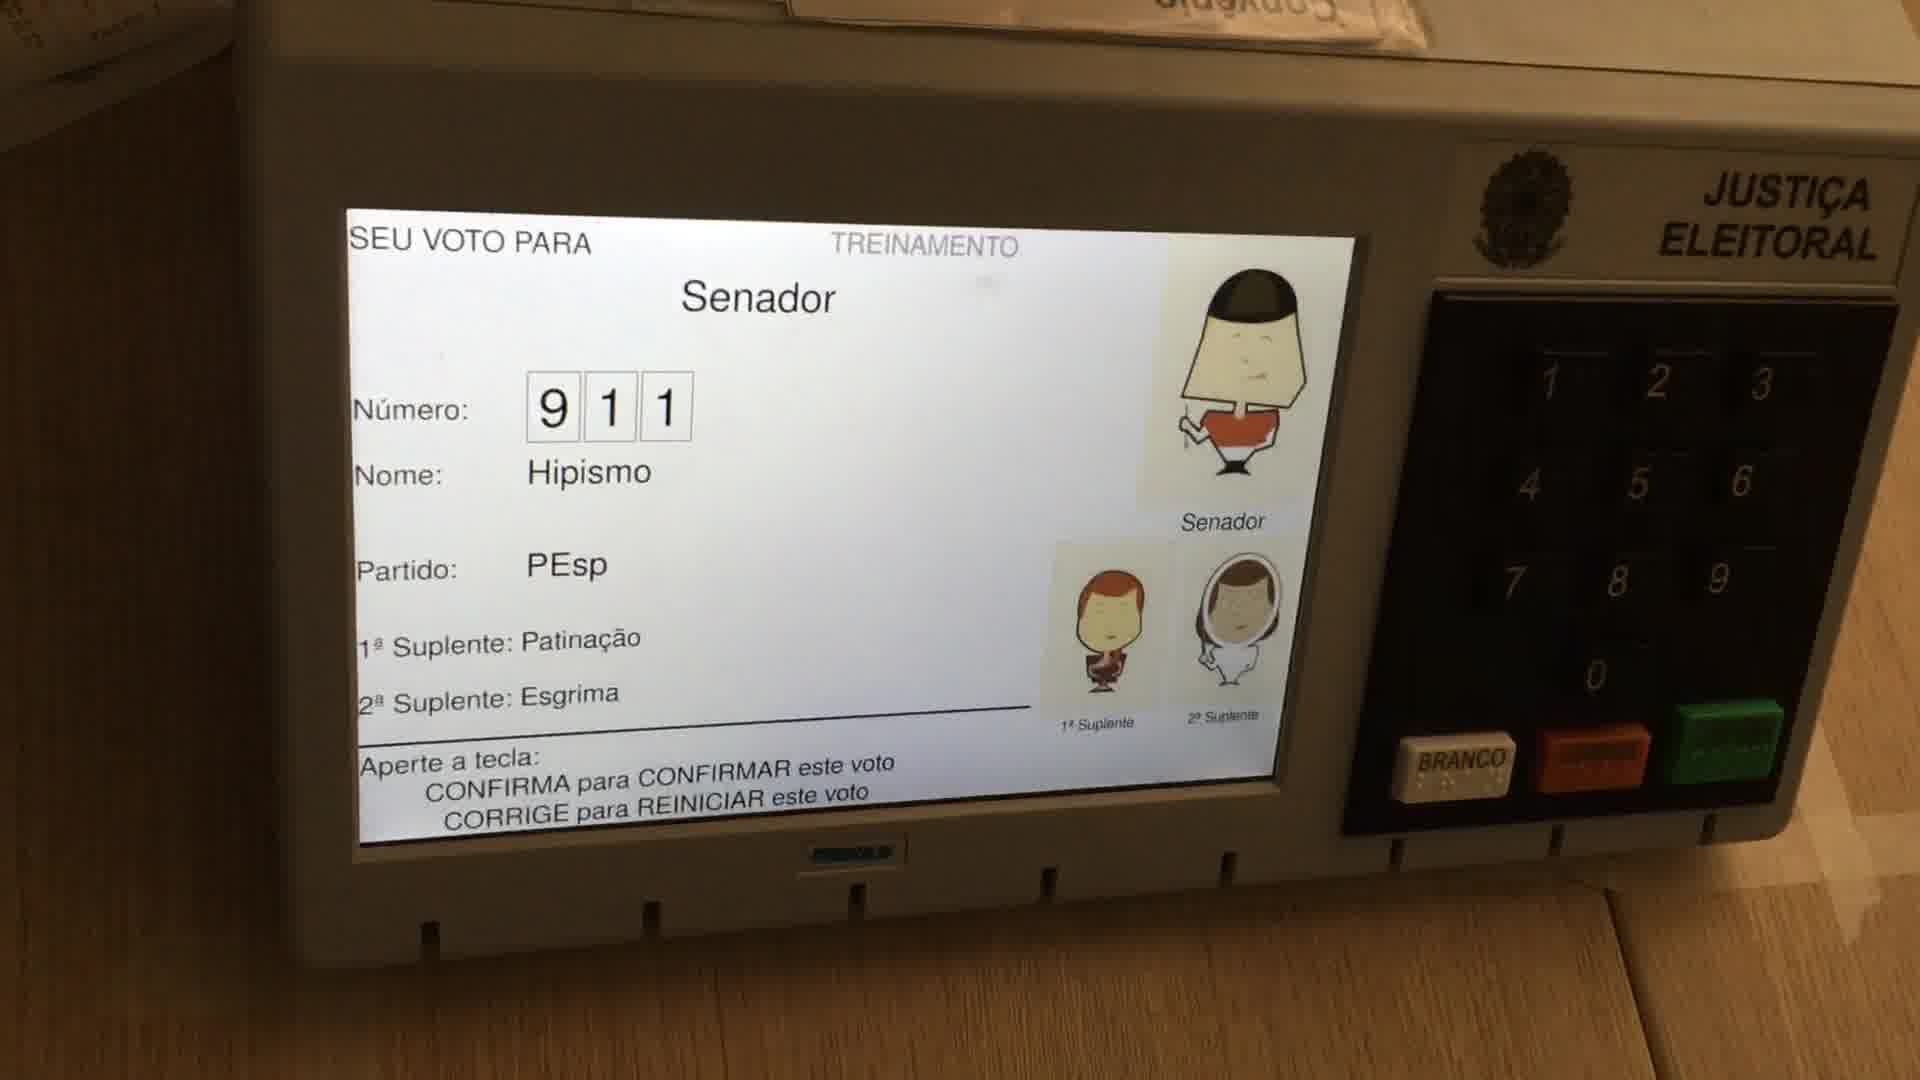 SEU VOTO PARA
TREINAMENTO
Senador
Número: 9 1 1
Nome: Hipismo
Partido: PEsp
1ª Suplente: Patinação
2ª Suplente: Esgrima
Senador
1ª Suplente
2ª Suplente
Aperte a tecla:
CONFIRMA para CONFIRMAR este voto
CORRIGE para REINICIAR este voto
JUSTIÇA
ELEITORAL
1 2 3
4 5 6
7 8 9
0
BRANCO